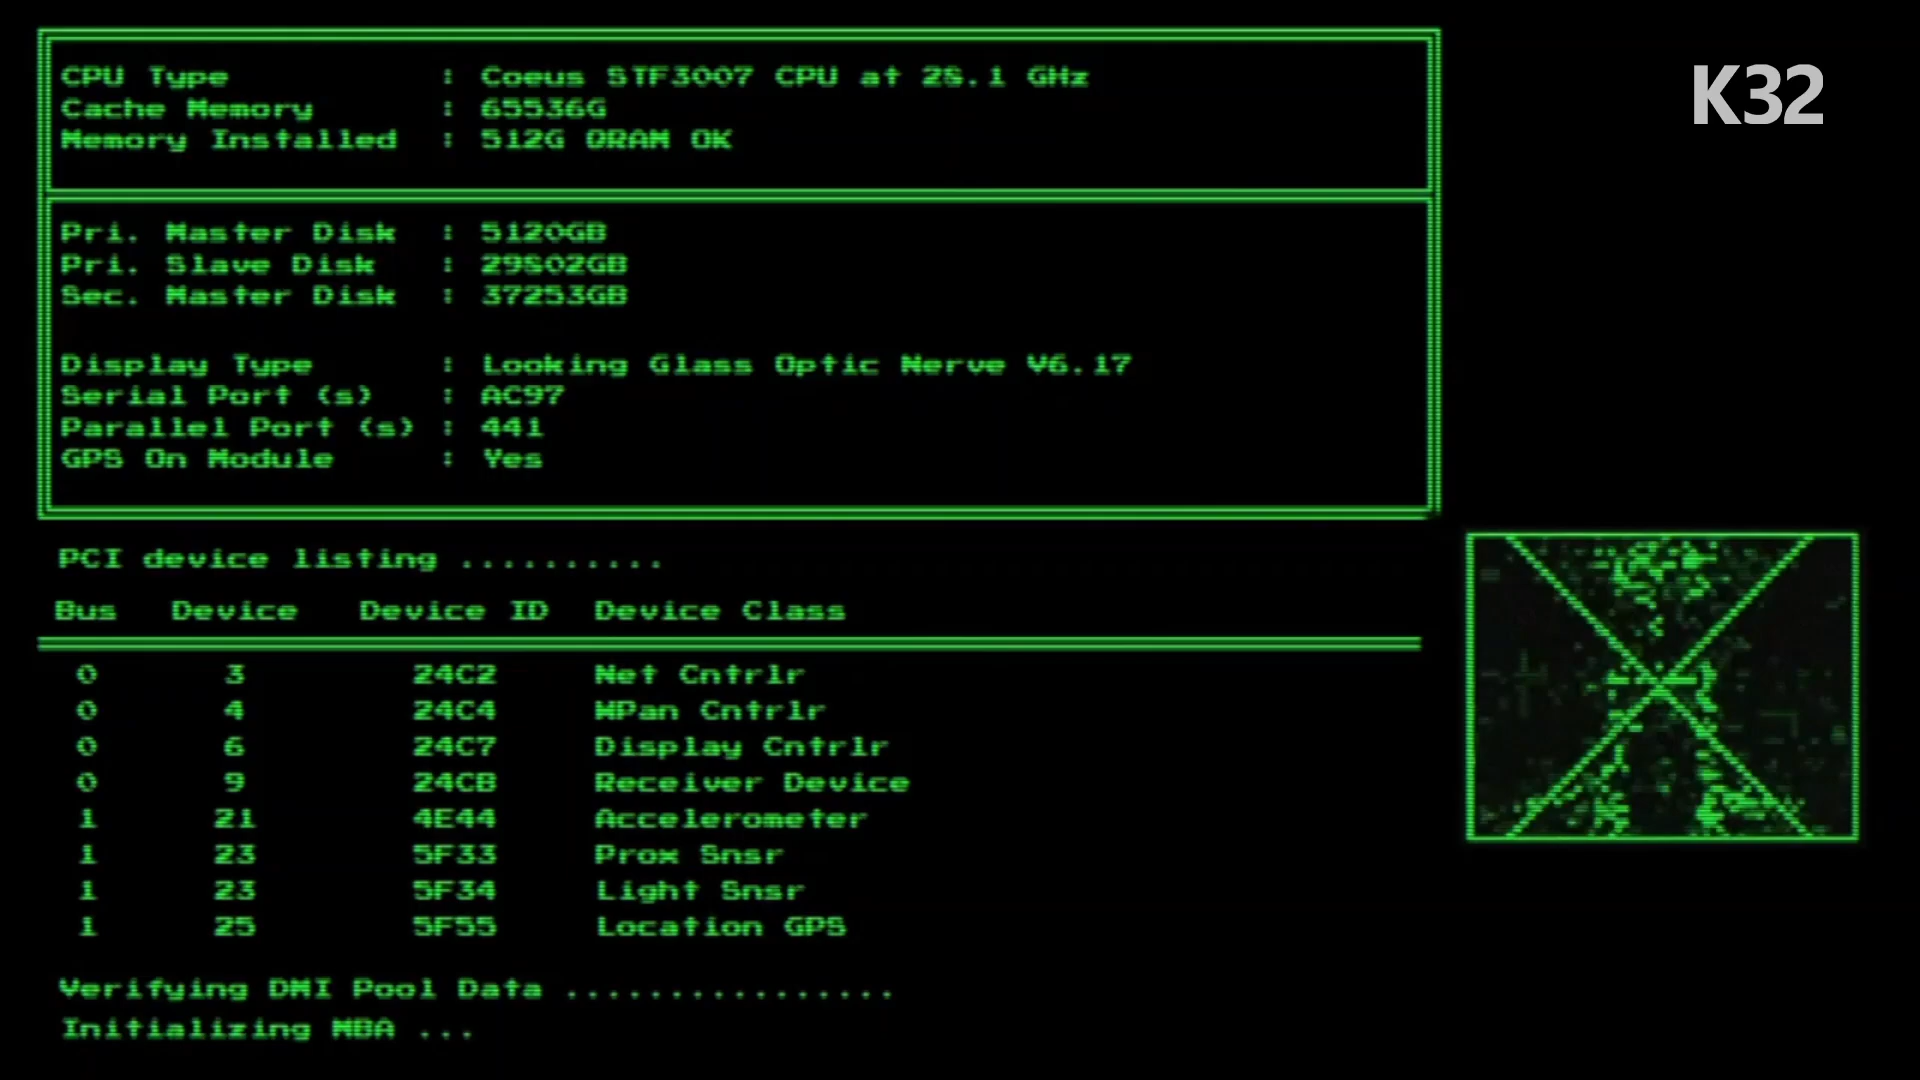 K32
CPU Type : Coeus STF3007 CPU at 28.1 GHz
Cache Memory : 65536G
Memory Installed : 512G QRAM OK
Pri. Master Disk : 5120GB
Pri. Slave Disk : 29802GB
Sec. Master Disk : 37253GB
Display Type : Looking Glass Optic Nerve V6.17
Serial Port (s) : AC97
Parallel Port (s) : 441
GPS On Module : Yes
PCI device listing ..........
Bus Device Device ID Device Class
0 3 24C2 Net Cntrlr
0 4 24C4 WPan Cntrlr
0 6 24C7 Display Cntrlr
0 9 24CB Receiver Device
1 21 4E44 Accelerometer
1 23 5F33 Prox Snsr
1 23 5F34 Light Snsr
1 25 5F55 Location GPS
Verifying DMI Pool Data ................
Initializing MBA ...